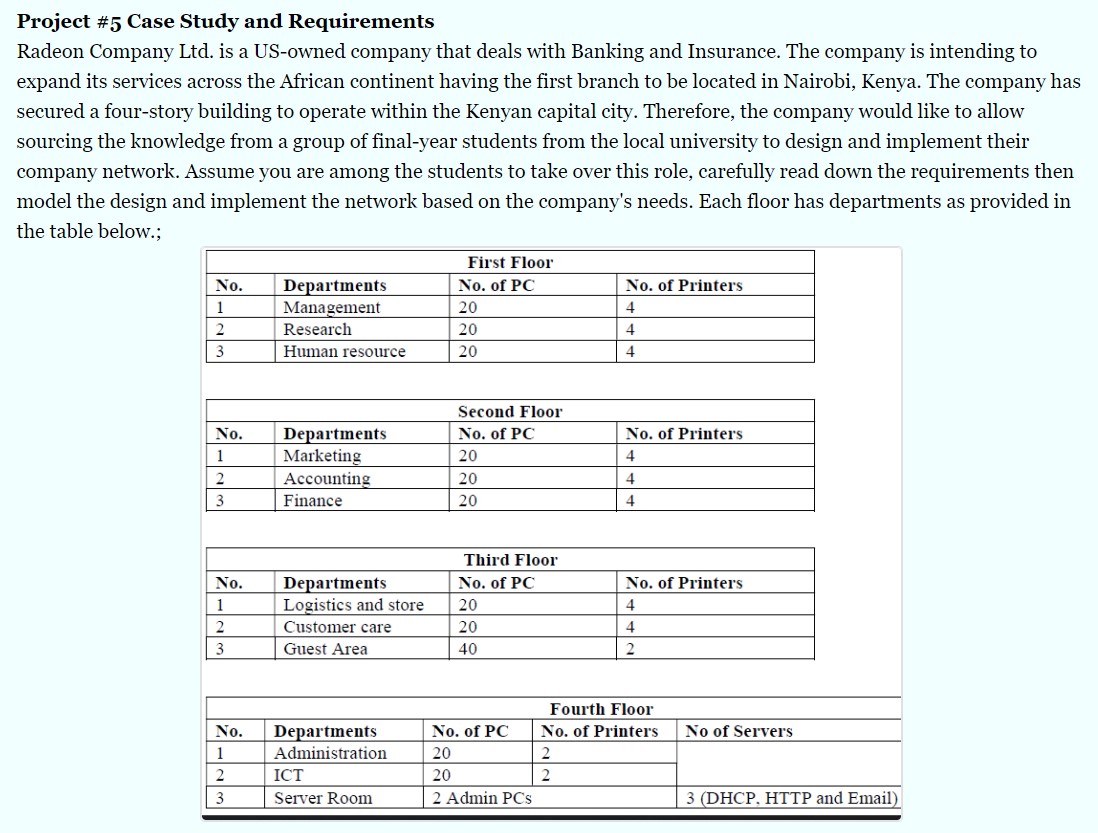 Project #5 Case Study and Requirements
Radeon Company Ltd. is a US-owned company that deals with Banking and Insurance. The company is intending to
expand its services across the African continent having the first branch to be located in Nairobi, Kenya. The company has
secured a four-story building to operate within the Kenyan capital city. Therefore, the company would like to allow
sourcing the knowledge from a group of final-year students from the local university to design and implement their
company network. Assume you are among the students to take over this role, carefully read down the requirements then
model the design and implement the network based on the company's needs. Each floor has departments as provided in
the table below.;
First Floor
No. Departments No. of PC No. of Printers
1 Management 20 4
2 Research 20 4
3 Human resource 20 4
Second Floor
No. Departments No. of PC No. of Printers
1 Marketing 20 4
2 Accounting 20 4
3 Finance 20 4
Third Floor
No. Departments No. of PC No. of Printers
1 Logistics and store 20 4
2 Customer care 20 4
3 Guest Area 40 2
Fourth Floor
No. Departments No. of PC No. of Printers No of Servers
1 Administration 20 2
2 ICT 20 2
3 Server Room 2 Admin PCs 3 (DHCP, HTTP and Email)